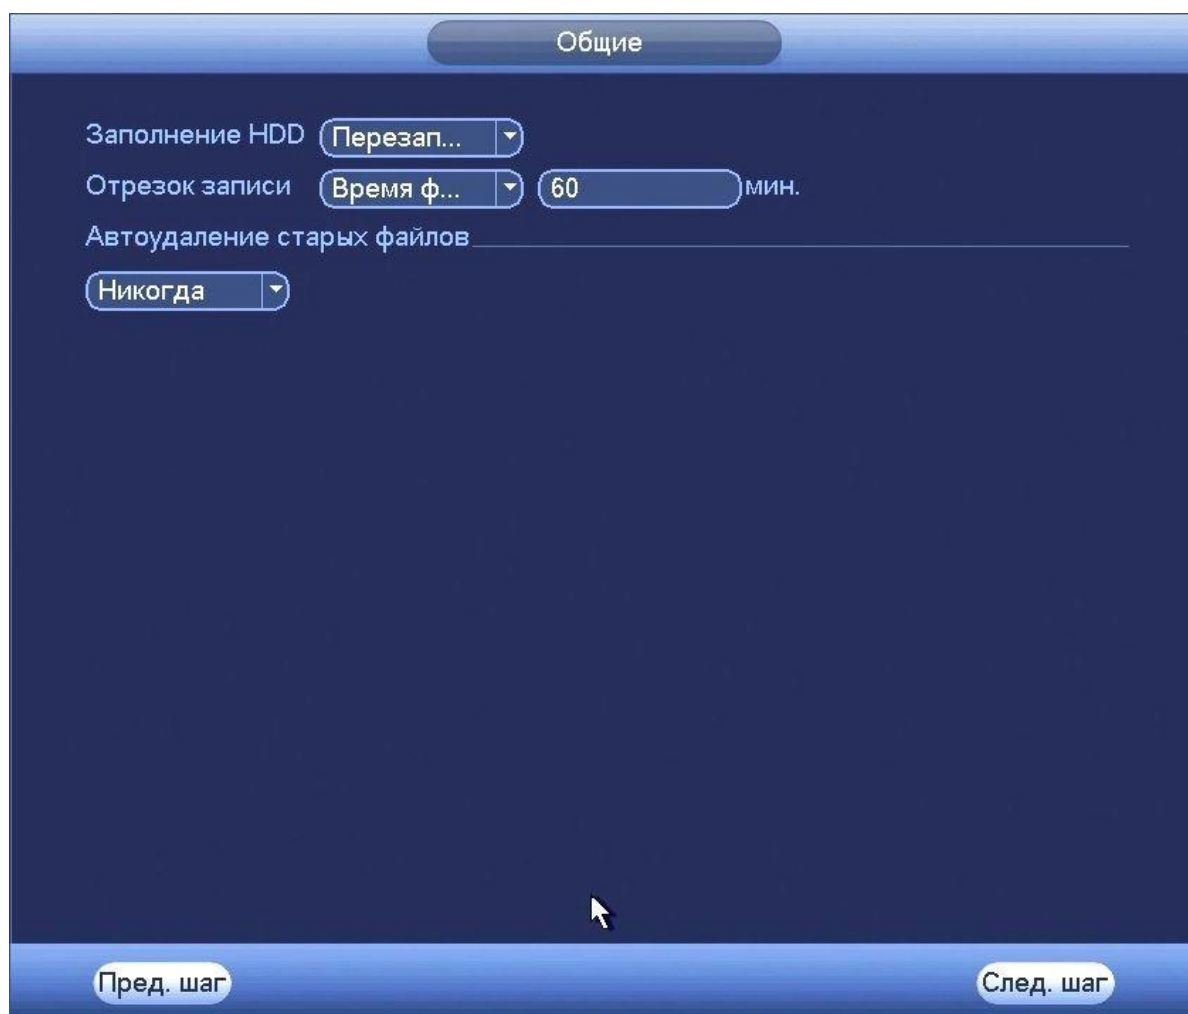 Общие
Заполнение HDD Перезап...
Отрезок записи Время ф... 60 мин.
Автоудаление старых файлов
Никогда
Пред. шаг След. шаг